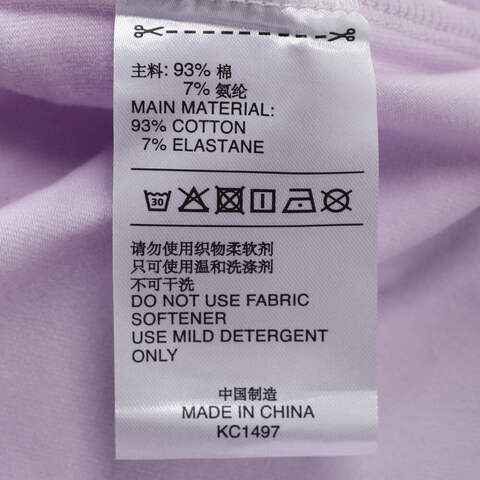 主料: 93% 棉
7% 氨纶
MAIN MATERIAL:
93% COTTON
7% ELASTANE
30
请勿使用织物柔软剂
只可使用温和洗涤剂
不可干洗
DO NOT USE FABRIC
SOFTENER
USE MILD DETERGENT
ONLY
中国制造
MADE IN CHINA
KC1497